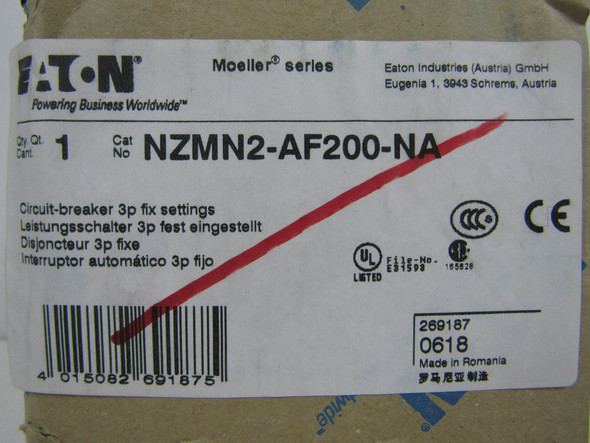 EATON
Powering Business Worldwide™
Moeller® series
Eaton Industries (Austria) GmbH
Eugenia 1, 3943 Schrems, Austria
Qty. Qt.
Cant. 1
Cat
No NZMN2-AF200-NA
Circuit-breaker 3p fix settings
Leistungsschalter 3p fest eingestellt
Disjoncteur 3p fixe
Interruptor automático 3p fijo
CCC
CE
UL
LISTED
File-No.
E31593
165628
4 015082 691875
269187
0618
Made in Romania
罗马尼亚制造